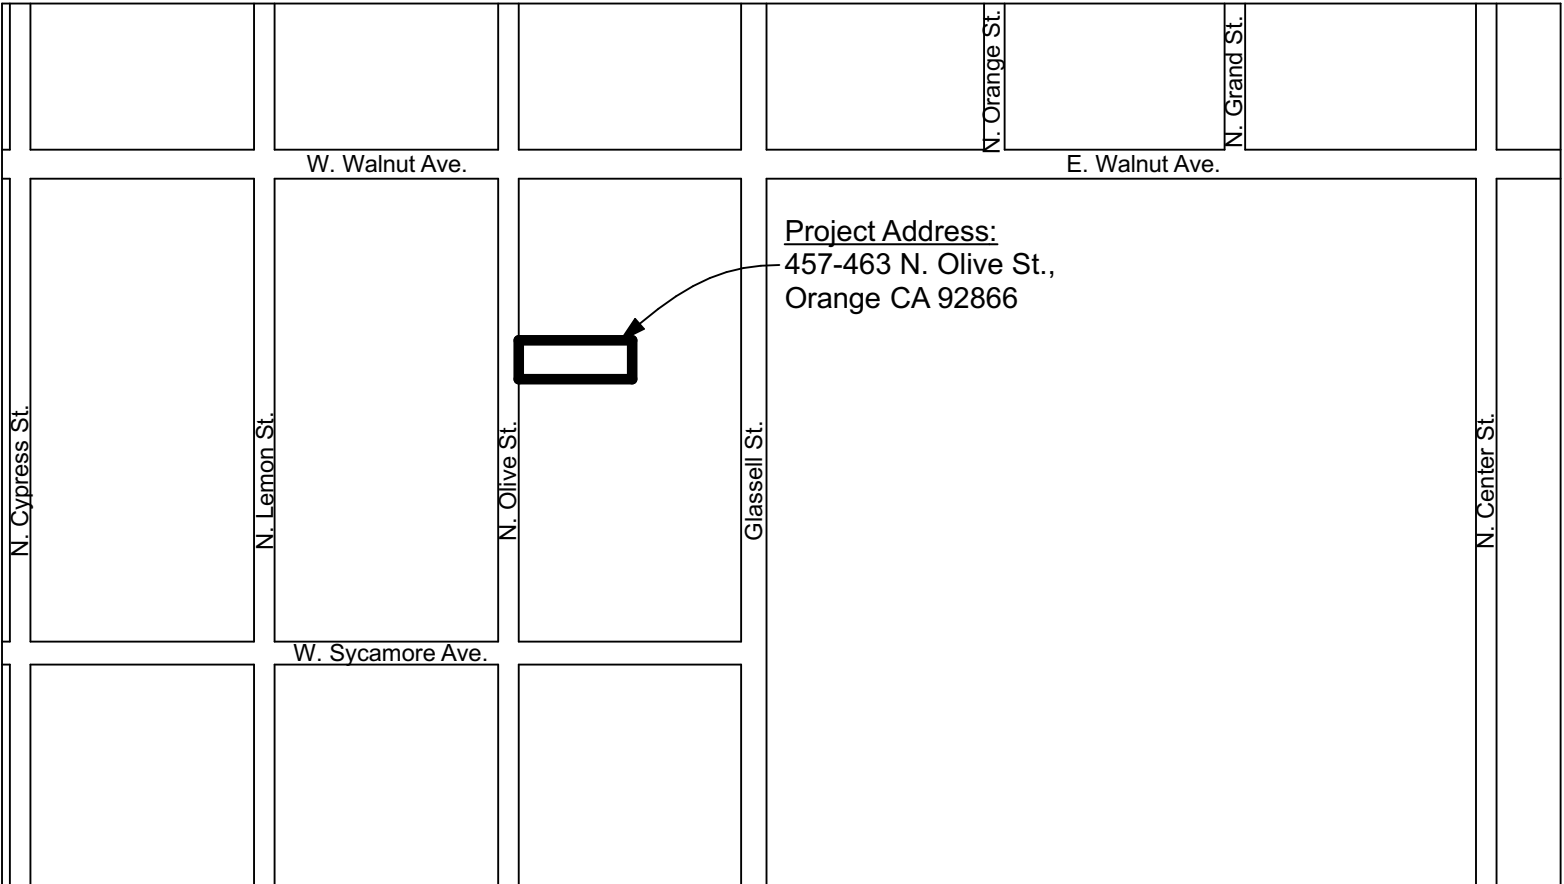 N. Orange St.
N. Grand St.
W. Walnut Ave.
E. Walnut Ave.
Project Address:
457-463 N. Olive St.,
Orange CA 92866
N. Cypress St.
N. Lemon St.
N. Olive St.
Glassell St.
N. Center St.
W. Sycamore Ave.